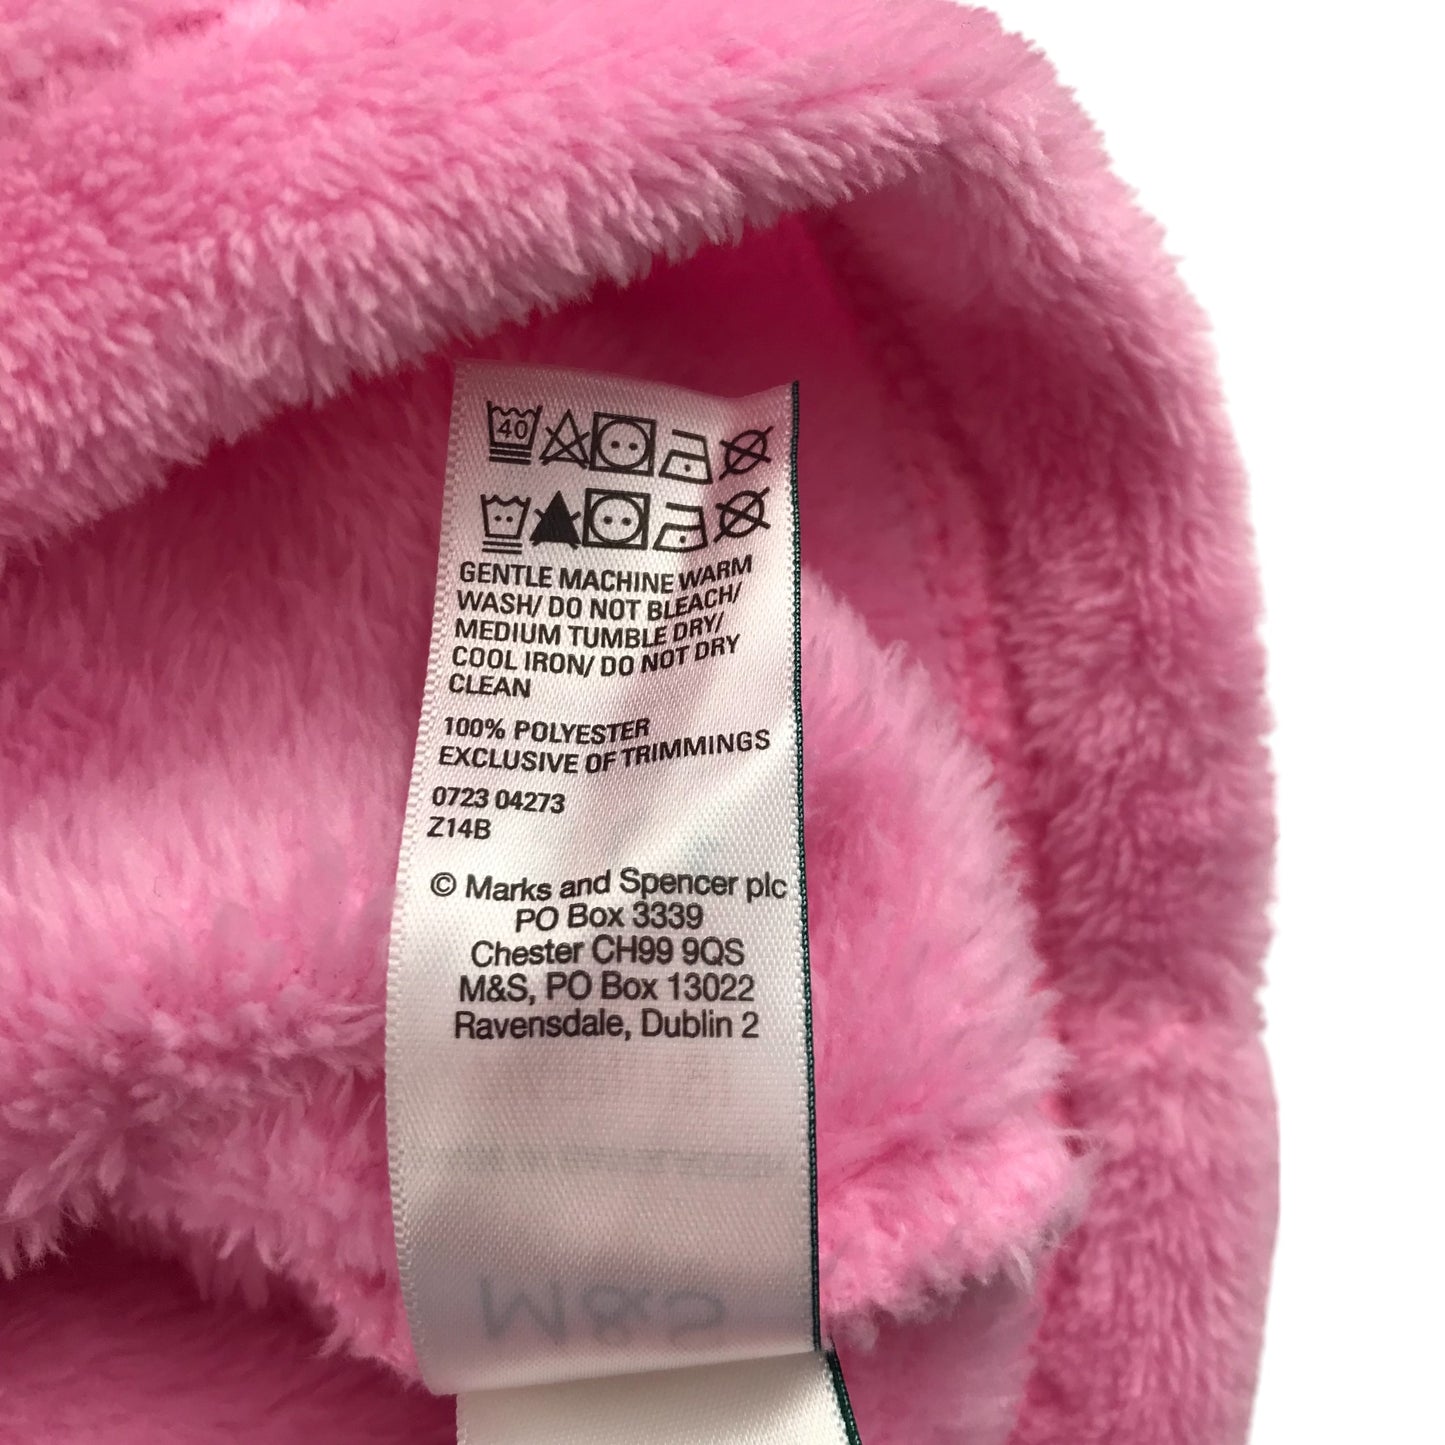 40
GENTLE MACHINE WARM
WASH/ DO NOT BLEACH/
MEDIUM TUMBLE DRY/
COOL IRON/ DO NOT DRY
CLEAN
100% POLYESTER
EXCLUSIVE OF TRIMMINGS
0723 04273
Z14B
© Marks and Spencer plc
PO Box 3339
Chester CH99 9QS
M&S, PO Box 13022
Ravensdale, Dublin 2
M&S